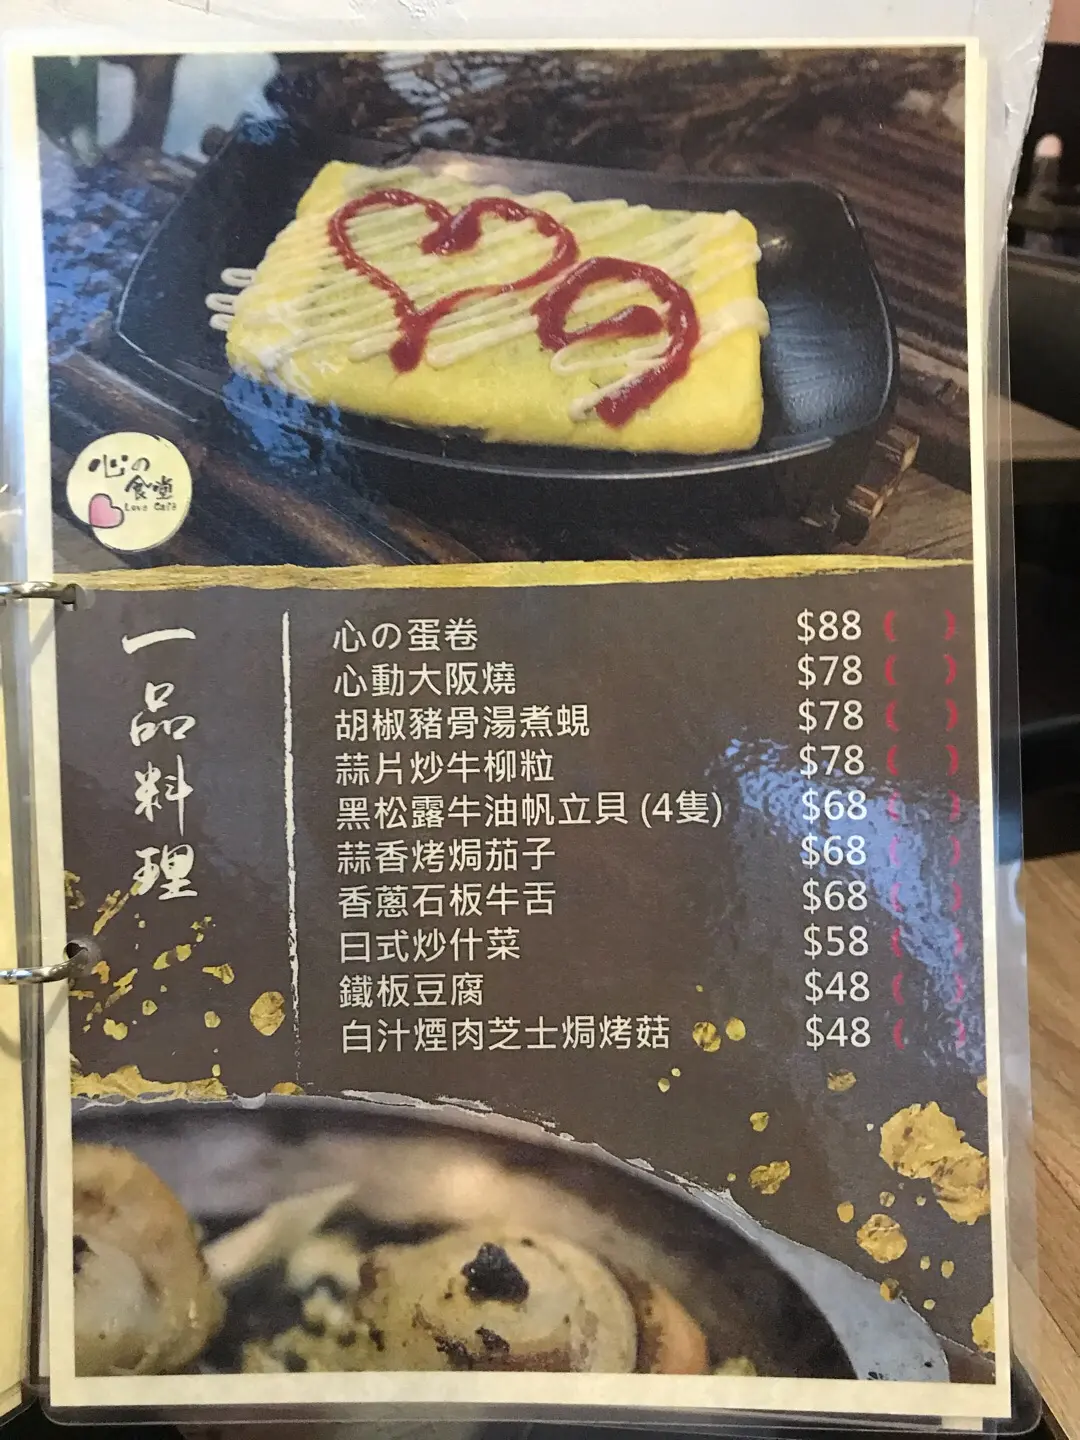 心の
食堂
Love Café
一品料理
心の蛋卷 $88 ( )
心動大阪燒 $78 ( )
胡椒豬骨湯煮蜆 $78 ( )
蒜片炒牛柳粒 $78 ( )
黑松露牛油帆立貝 (4隻) $68 ( )
蒜香烤焗茄子 $68 ( )
香蔥石板牛舌 $68 ( )
日式炒什菜 $58 ( )
鐵板豆腐 $48 ( )
白汁煙肉芝士焗烤菇 $48 ( )